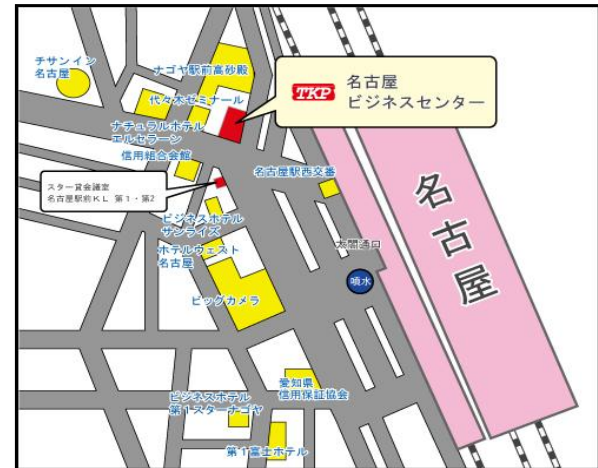 チサンイン
名古屋
ナゴヤ駅前高砂殿
代々木ゼミナール
TKP
名古屋
ビジネスセンター
ナチュラルホテル
エルセラーン
信用組合会館
スター貸会議室
名古屋駅前KL 第1・第2
名古屋駅西交番
ビジネスホテル
サンライズ
ホテルウェスト
名古屋
ビッグカメラ
太閤通口
噴水
名古屋
愛知県
信用保証協会
ビジネスホテル
第1スターナゴヤ
第1富士ホテル